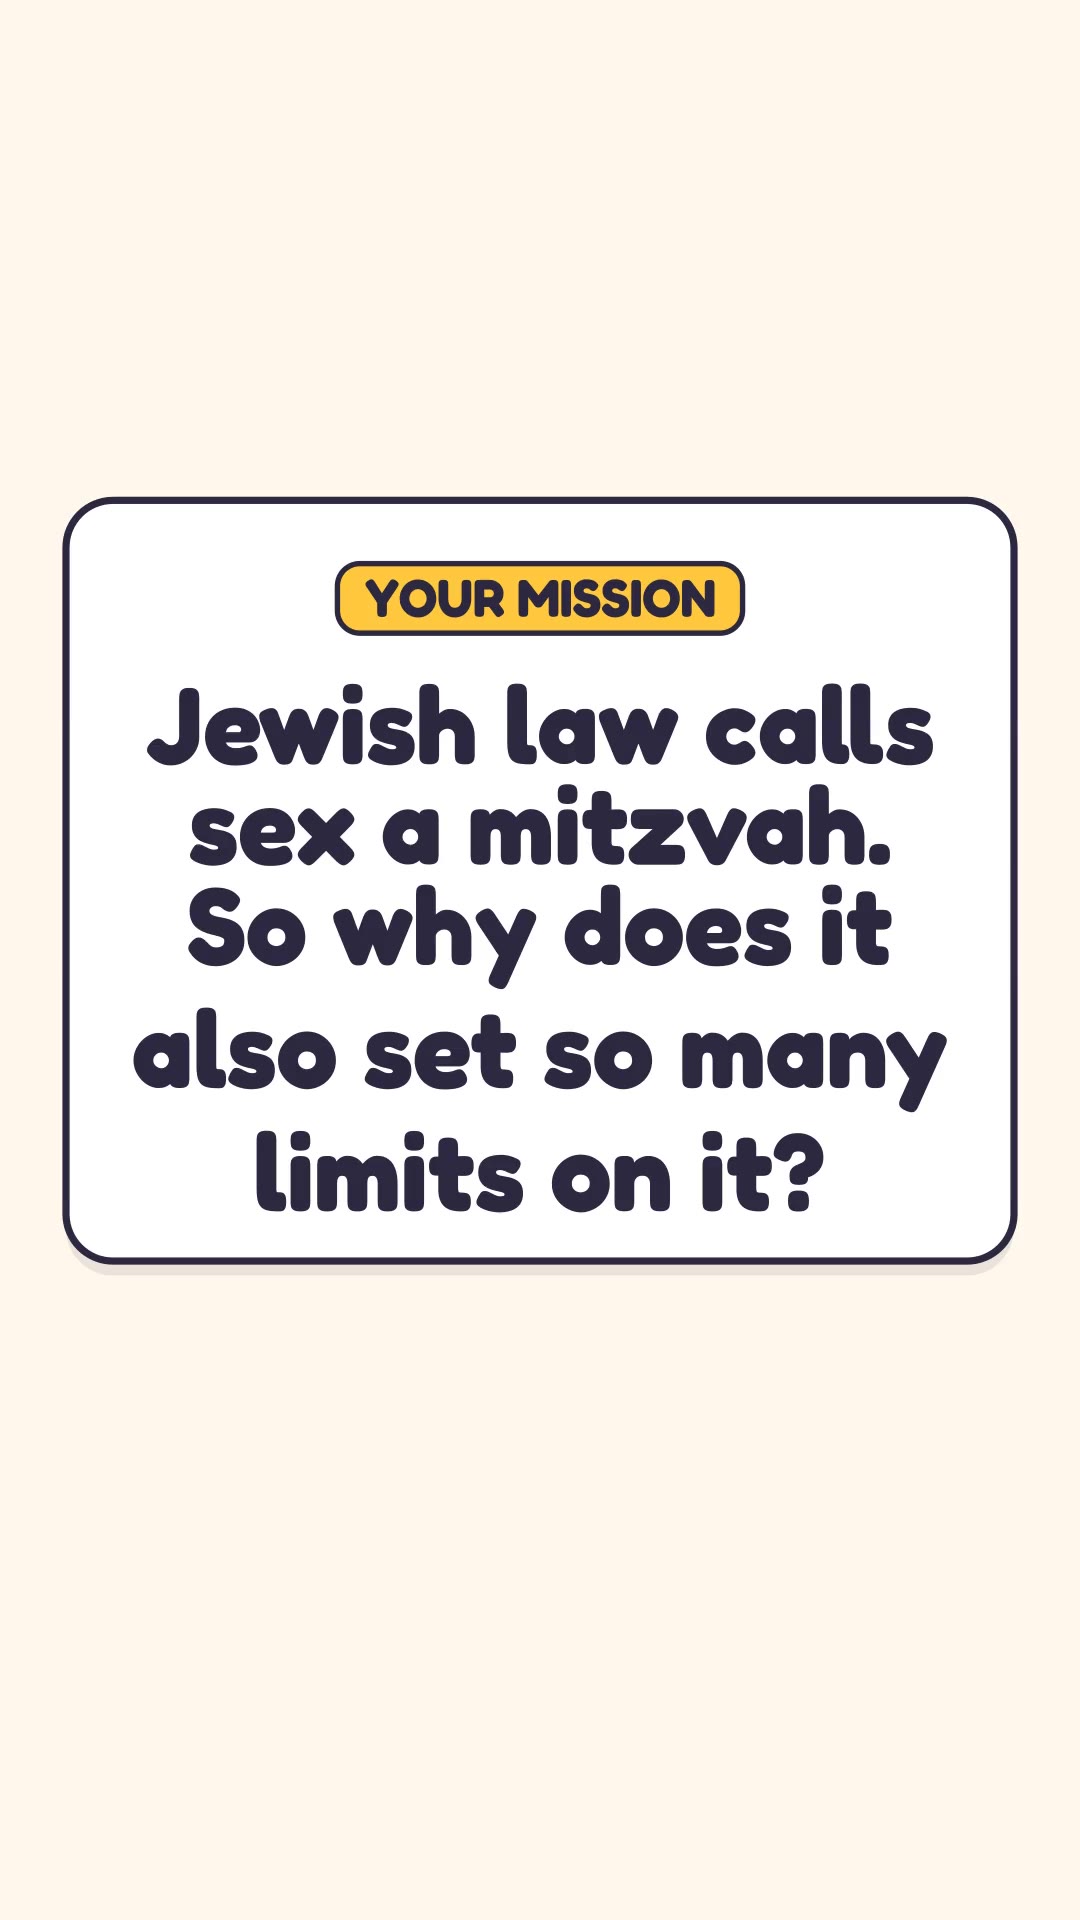 YOUR MISSION
Jewish law calls
sex a mitzvah.
So why does it
also set so many
limits on it?